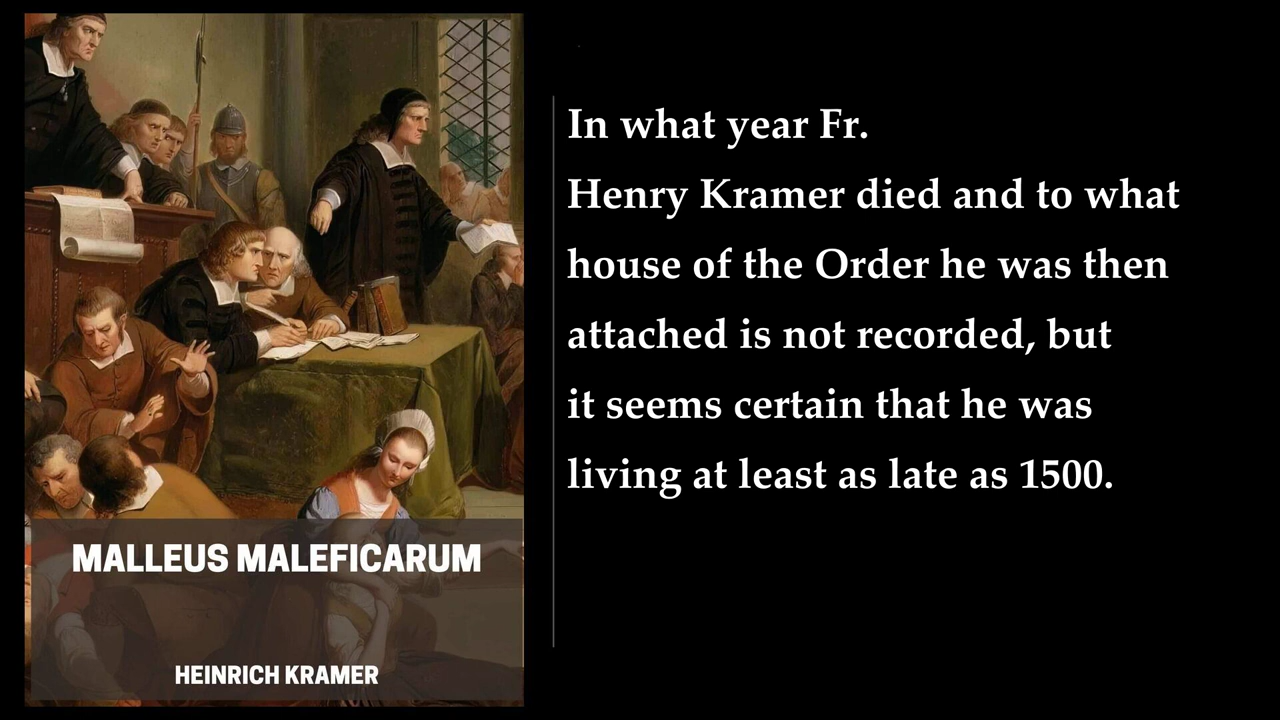 MALLEUS MALEFICARUM
HEINRICH KRAMER
In what year Fr.
Henry Kramer died and to what
house of the Order he was then
attached is not recorded, but
it seems certain that he was
living at least as late as 1500.